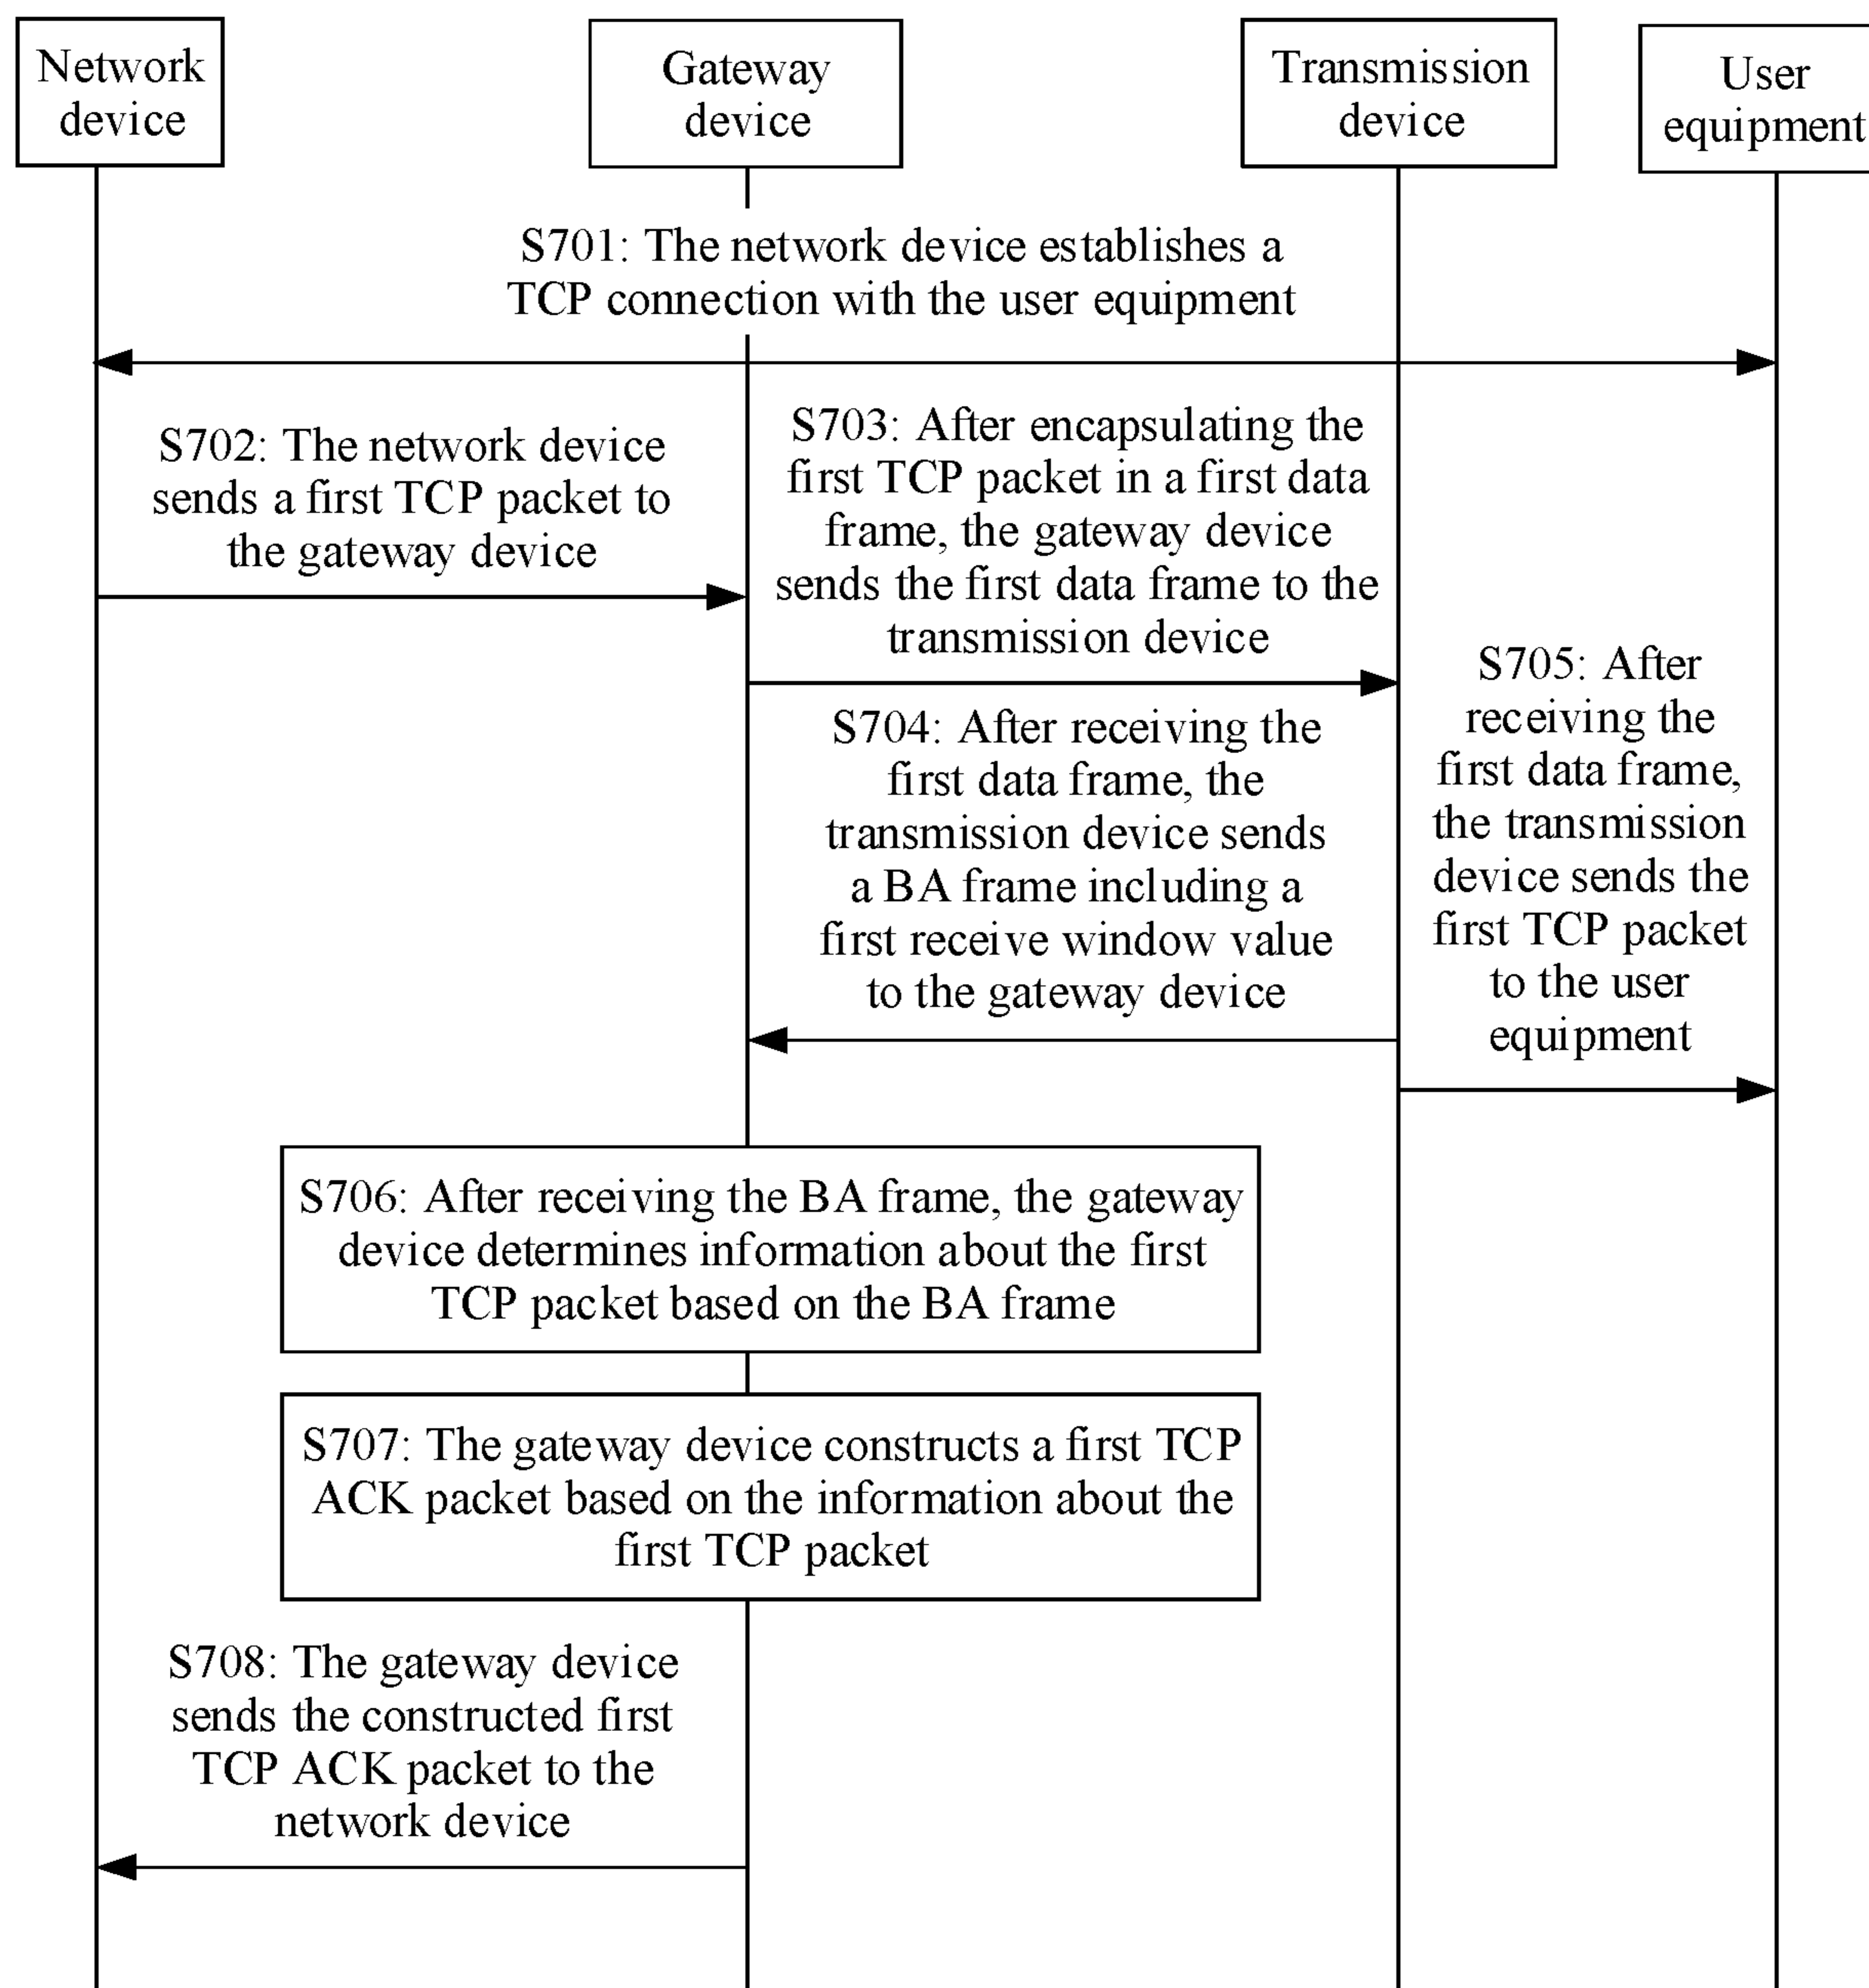 Network
device
Gateway
device
Transmission
device
User
equipment
S701: The network device establishes a
TCP connection with the user equipment
S702: The network device
sends a first TCP packet to
the gateway device
S703: After encapsulating the
first TCP packet in a first data
frame, the gateway device
sends the first data frame to the
transmission device
S704: After receiving the
first data frame, the
transmission device sends
a BA frame including a
first receive window value
to the gateway device
S705: After
receiving the
first data frame,
the transmission
device sends the
first TCP packet
to the user
equipment
S706: After receiving the BA frame, the gateway
device determines information about the first
TCP packet based on the BA frame
S707: The gateway device constructs a first TCP
ACK packet based on the information about the
first TCP packet
S708: The gateway device
sends the constructed first
TCP ACK packet to the
network device